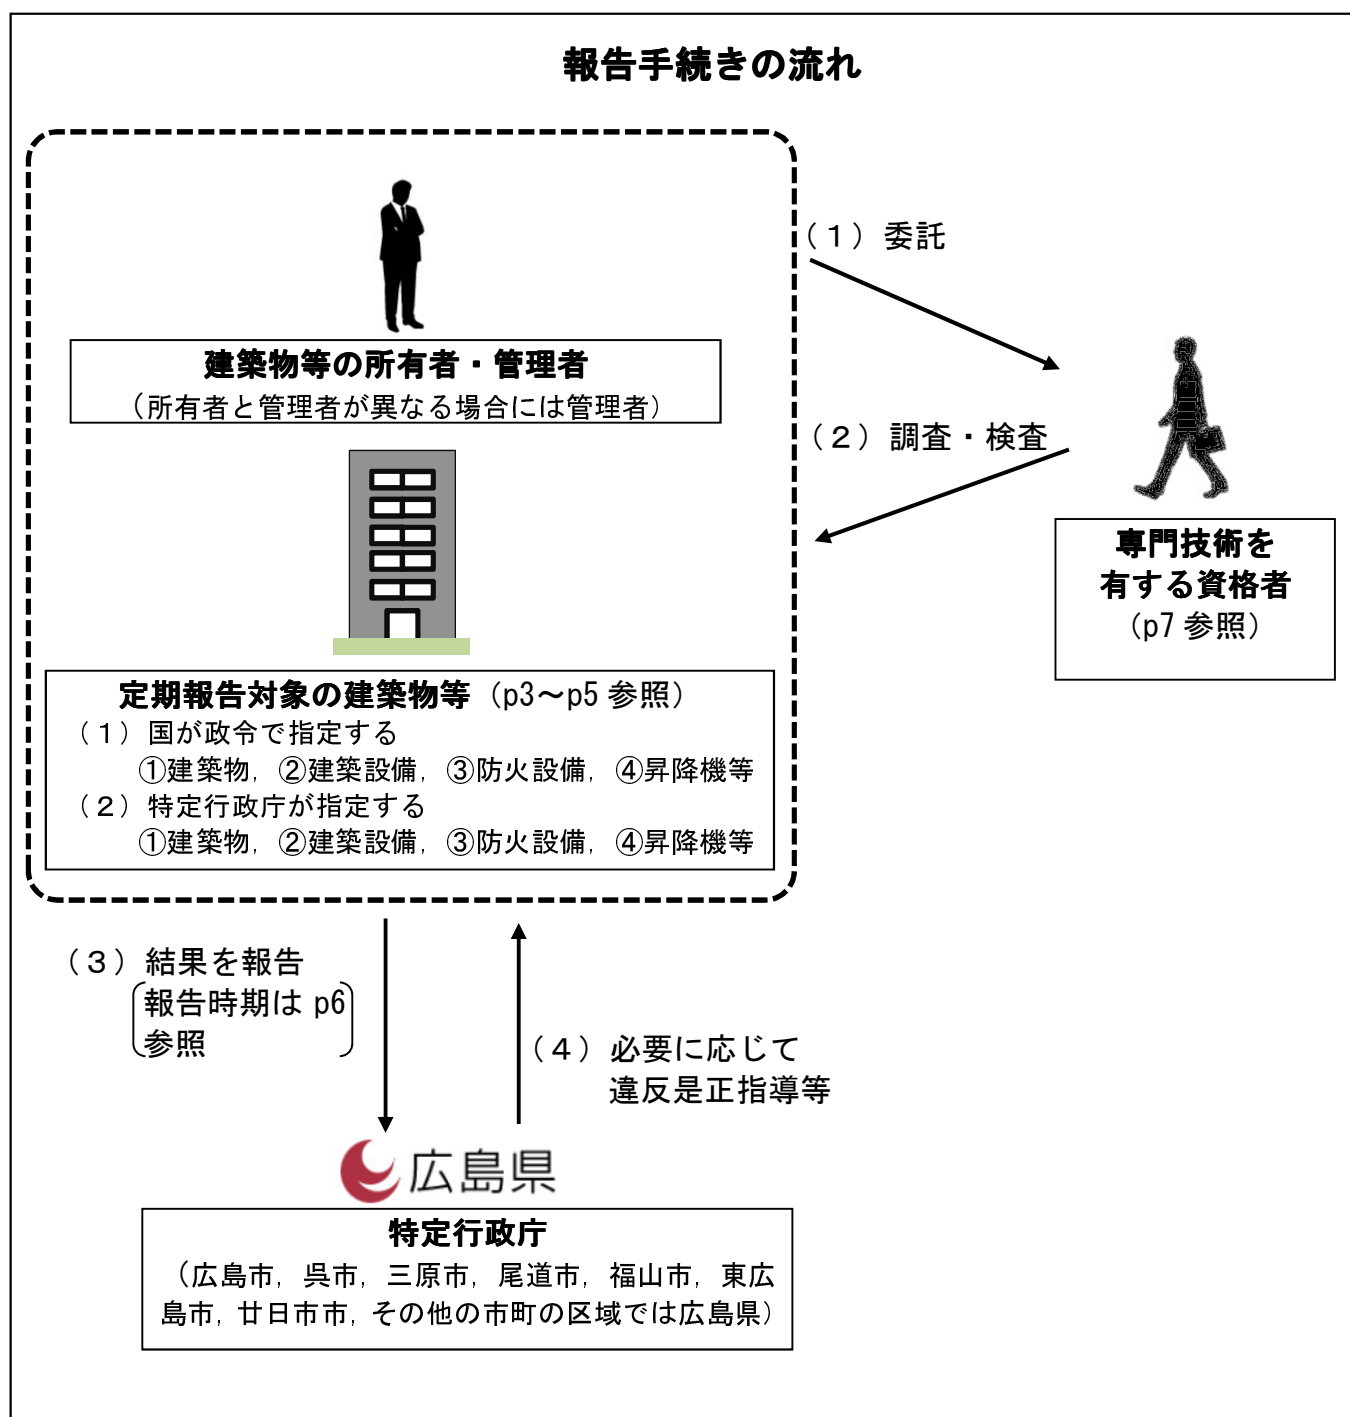 報告手続きの流れ
(1)委託
建築物等の所有者・管理者
(所有者と管理者が異なる場合には管理者)
(2)調査・検査
専門技術を
有する資格者
(p7 参照)
定期報告対象の建築物等(p3~p5 参照)
(1)国が政令で指定する
①建築物,②建築設備,③防火設備,④昇降機等
(2)特定行政庁が指定する
①建築物,②建築設備,③防火設備,④昇降機等
(3)結果を報告
報告時期は p6
参照
(4)必要に応じて
違反是正指導等
広島県
特定行政庁
(広島市,呉市,三原市,尾道市,福山市,東広
島市,廿日市市,その他の市町の区域では広島県)